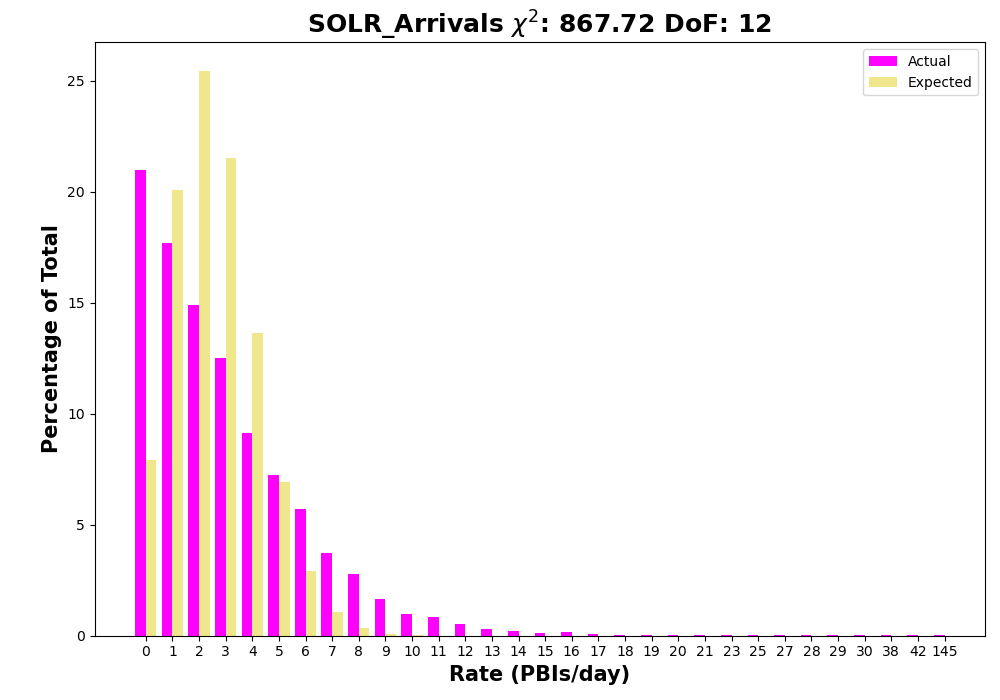 SOLR_Arrivals χ²: 867.72 DoF: 12
Actual
Expected
Percentage of Total
25
20
15
10
5
0
0 1 2 3 4 5 6 7 8 9 10 11 12 13 14 15 16 17 18 19 20 21 23 25 27 28 29 30 38 42 145
Rate (PBIs/day)